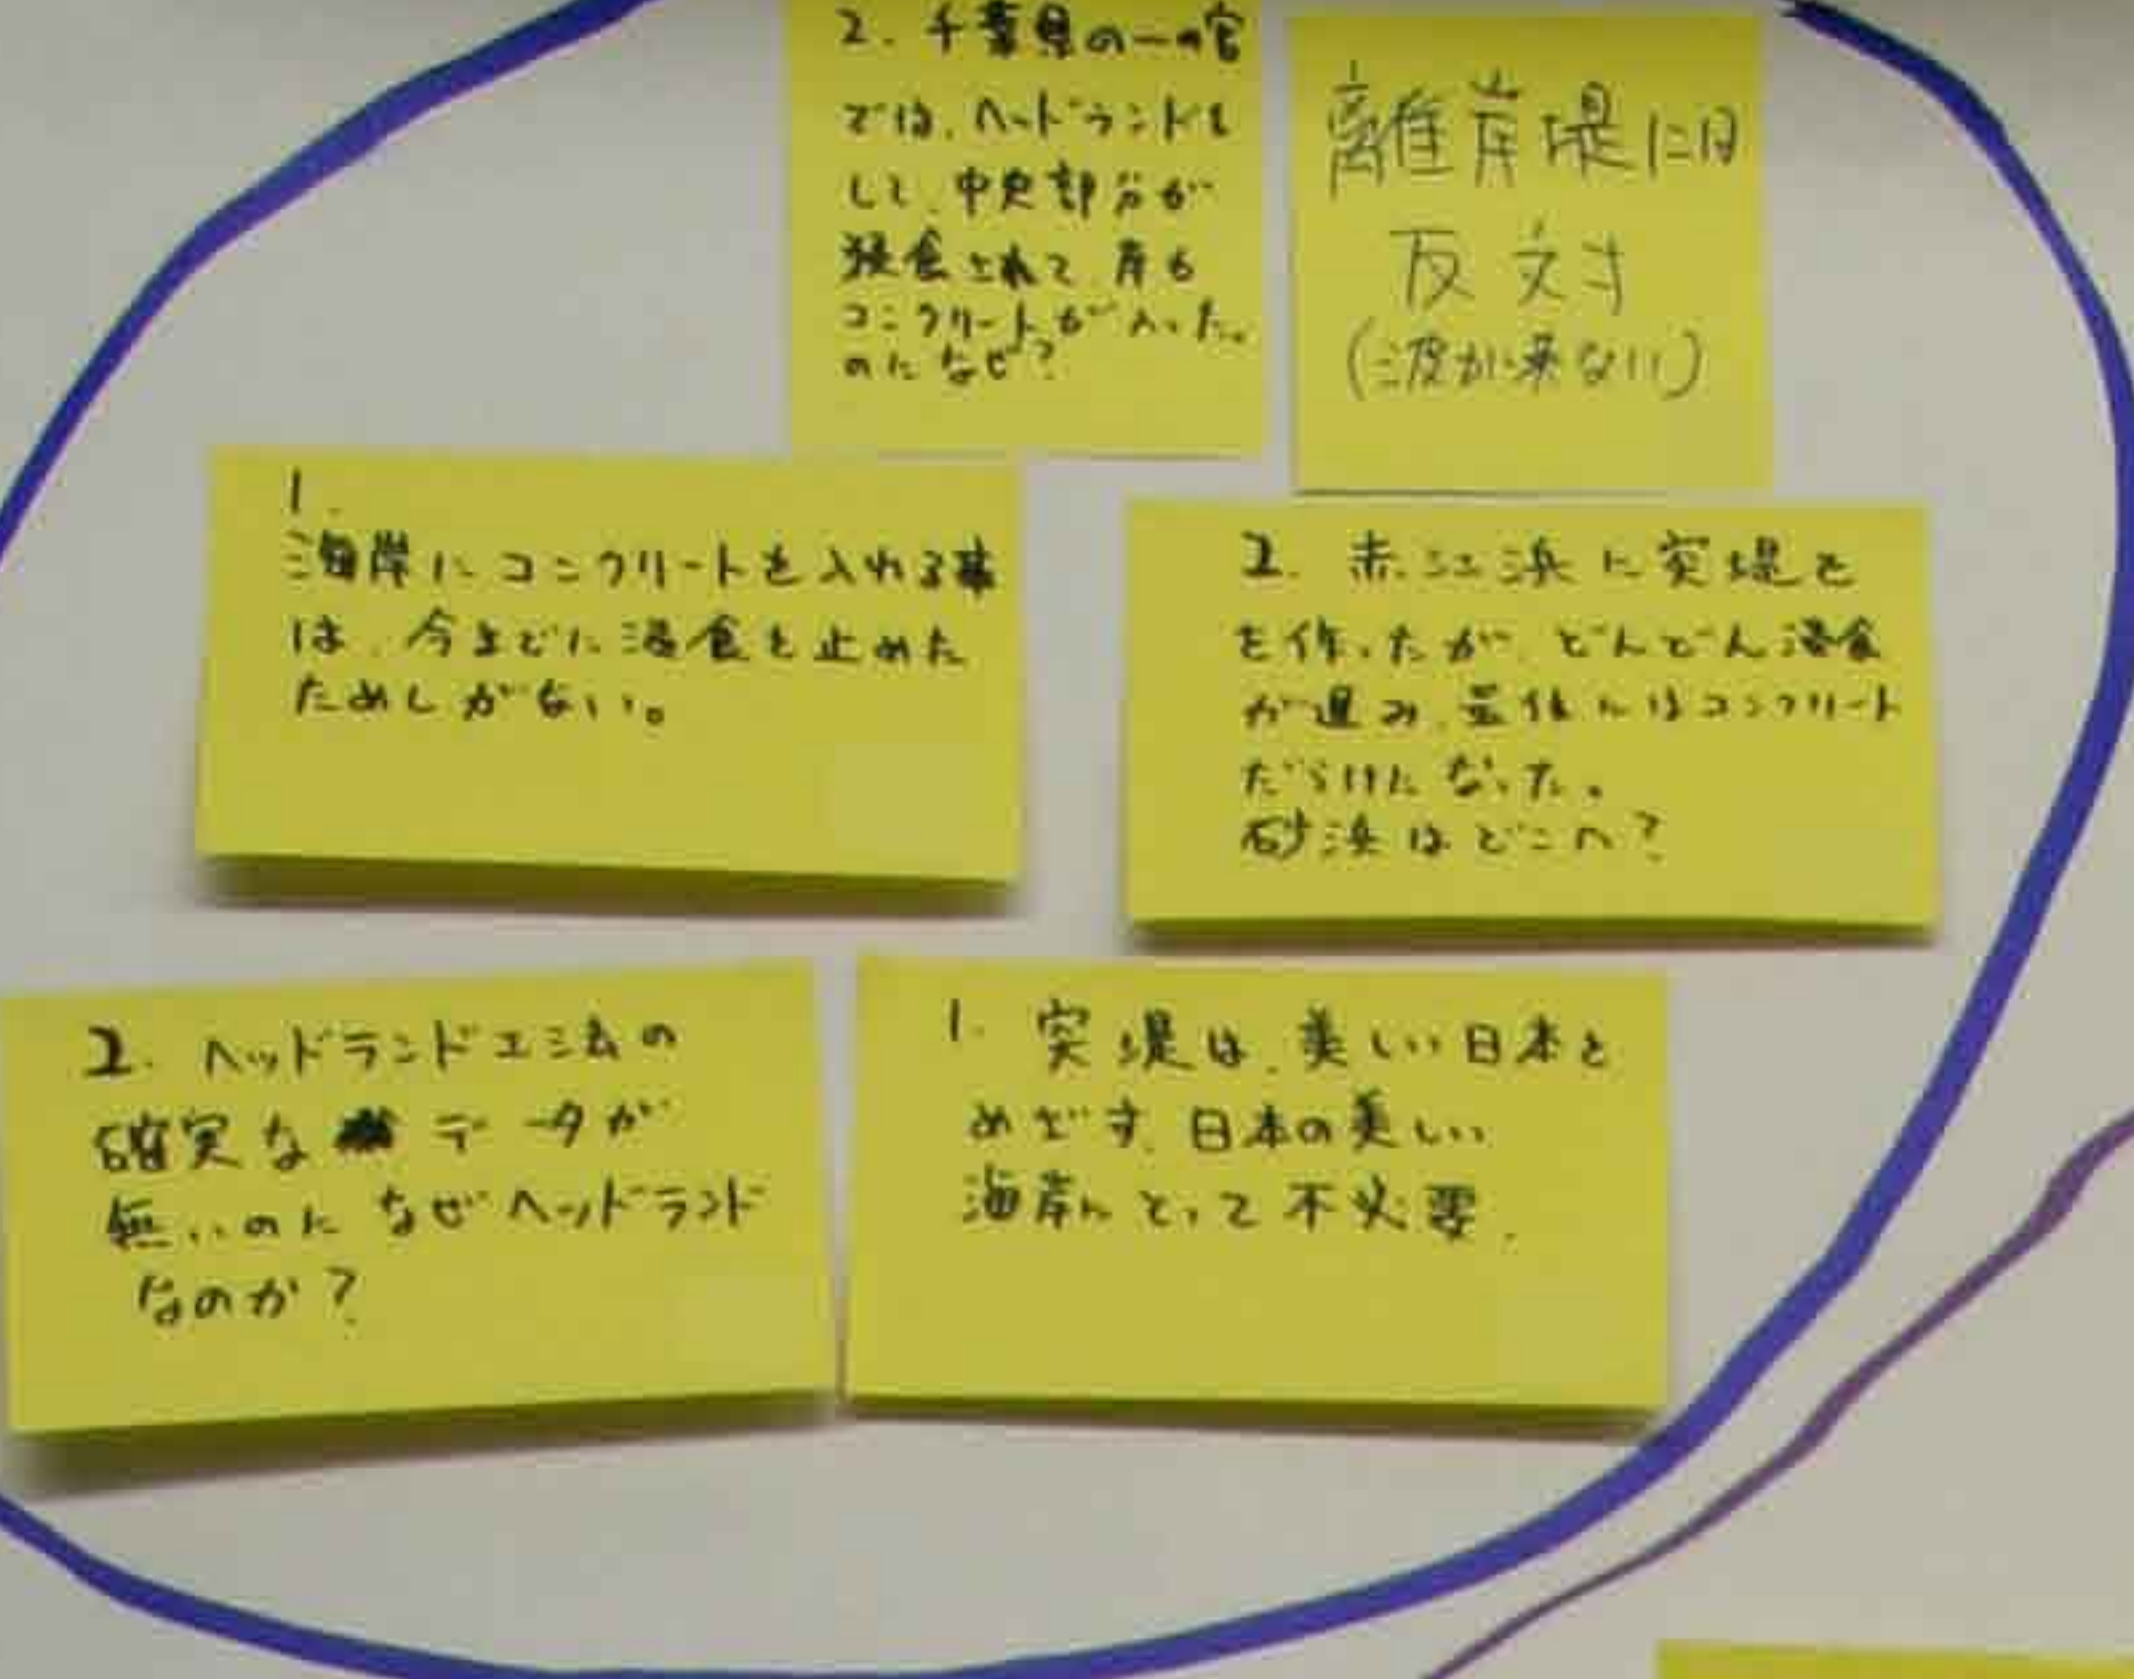 2. 千葉県の一の宮
では、ヘッドランドを
して、中央部分が
浸食されて、岸も
コンクリートが入った。
のになぜ?
離岸堤には
反対
(波が来ない)
1.
海岸にコンクリートを入れる事
は、今までに浸食を止めた
ためしがない。
2. 赤江浜に突堤を
を作ったが、どんどん浸食
が進み、最後にはコンクリート
だらけになった。
砂浜はどこへ?
2. ヘッドランド工法の
確実な データが
無いのに なぜヘッドランド
なのか?
1. 突堤は、美しい日本を
めざす、日本の美しい
海岸にとって不必要.